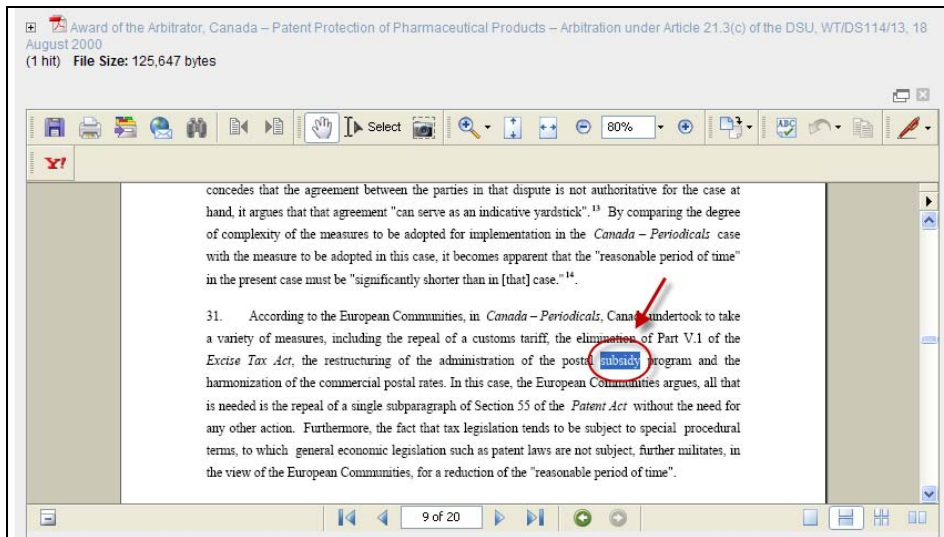 Award of the Arbitrator, Canada – Patent Protection of Pharmaceutical Products – Arbitration under Article 21.3(c) of the DSU, WT/DS114/13, 18
August 2000
(1 hit) File Size: 125,647 bytes
Select 80% ABC
Y!
concedes that the agreement between the parties in that dispute is not authoritative for the case at
hand, it argues that that agreement "can serve as an indicative yardstick". 13 By comparing the degree
of complexity of the measures to be adopted for implementation in the Canada – Periodicals case
with the measure to be adopted in this case, it becomes apparent that the "reasonable period of time"
in the present case must be "significantly shorter than in [that] case." 14.
31. According to the European Communities, in Canada – Periodicals, Canada undertook to take
a variety of measures, including the repeal of a customs tariff, the elimination of Part V.1 of the
Excise Tax Act, the restructuring of the administration of the postal subsidy program and the
harmonization of the commercial postal rates. In this case, the European Communities argues, all that
is needed is the repeal of a single subparagraph of Section 55 of the Patent Act without the need for
any other action. Furthermore, the fact that tax legislation tends to be subject to special procedural
terms, to which general economic legislation such as patent laws are not subject, further militates, in
the view of the European Communities, for a reduction of the "reasonable period of time".
9 of 20